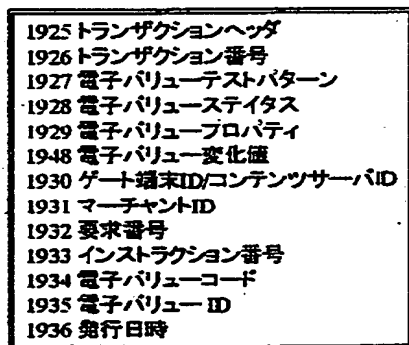 1925 トランザクションヘッダ
1926 トランザクション番号
1927 電子バリューテストパターン
1928 電子バリューステイタス
1929 電子バリュープロパティ
1948 電子バリュー変化値
1930 ゲート端末ID/コンテンツサーバID
1931 マーチャントID
1932 要求番号
1933 インストラクション番号
1934 電子バリューコード
1935 電子バリュー ID
1936 発行日時